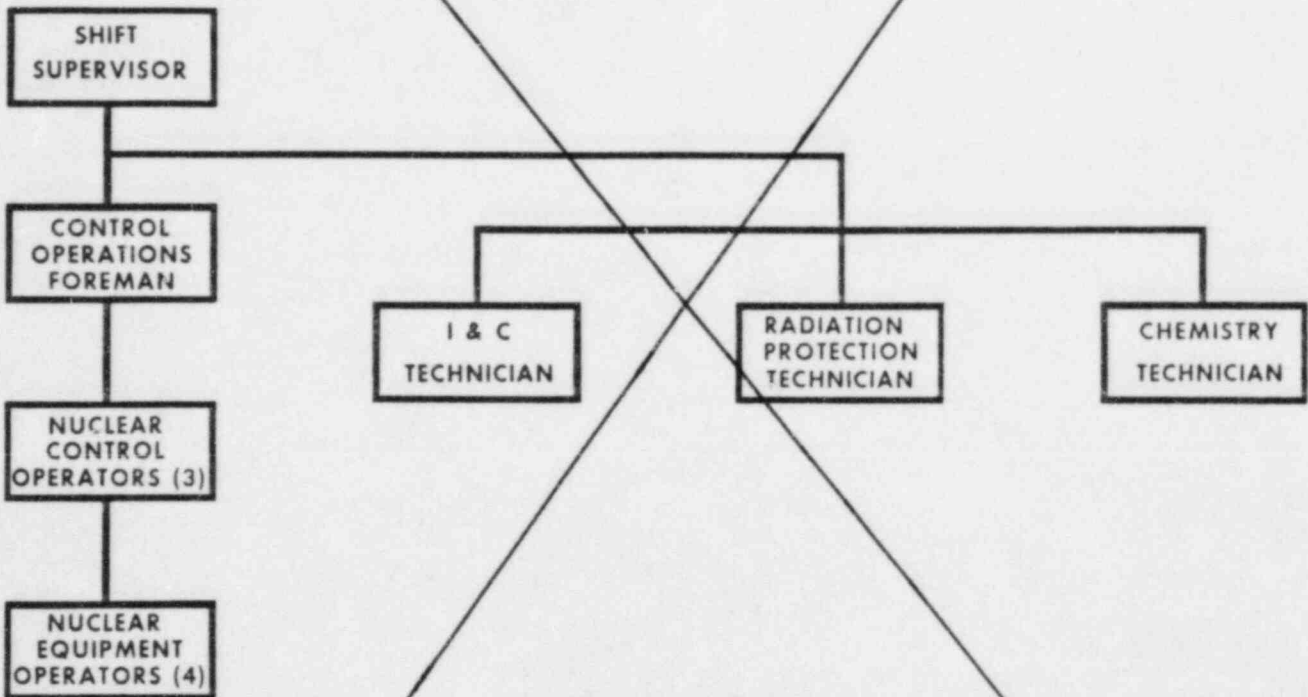 SHIFT
SUPERVISOR
CONTROL
OPERATIONS
FOREMAN
I & C
TECHNICIAN
RADIATION
PROTECTION
TECHNICIAN
CHEMISTRY
TECHNICIAN
NUCLEAR
CONTROL
OPERATORS (3)
NUCLEAR
EQUIPMENT
OPERATORS (4)